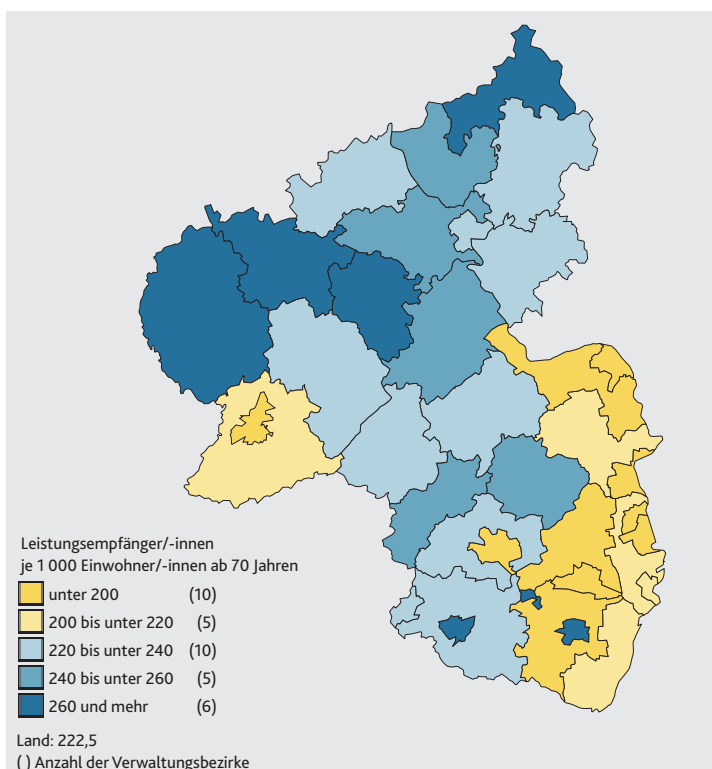 Leistungsempfänger/-innen
je 1 000 Einwohner/-innen ab 70 Jahren
unter 200 (10)
200 bis unter 220 (5)
220 bis unter 240 (10)
240 bis unter 260 (5)
260 und mehr (6)
Land: 222,5
( ) Anzahl der Verwaltungsbezirke